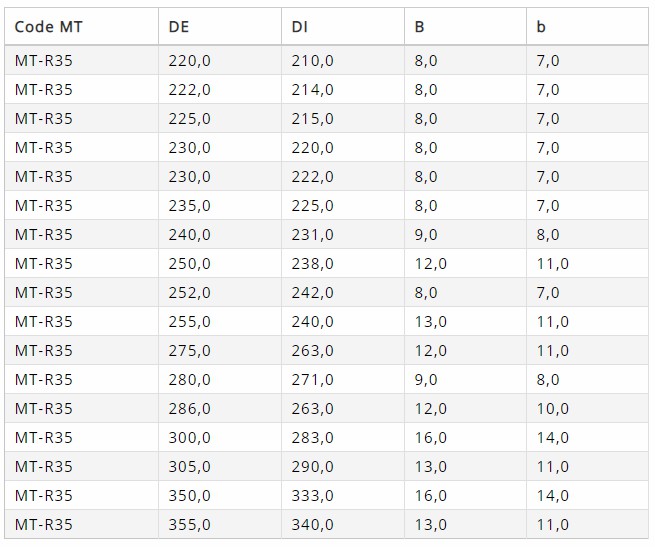 Code MT DE DI B b
MT-R35 220,0 210,0 8,0 7,0
MT-R35 222,0 214,0 8,0 7,0
MT-R35 225,0 215,0 8,0 7,0
MT-R35 230,0 220,0 8,0 7,0
MT-R35 230,0 222,0 8,0 7,0
MT-R35 235,0 225,0 8,0 7,0
MT-R35 240,0 231,0 9,0 8,0
MT-R35 250,0 238,0 12,0 11,0
MT-R35 252,0 242,0 8,0 7,0
MT-R35 255,0 240,0 13,0 11,0
MT-R35 275,0 263,0 12,0 11,0
MT-R35 280,0 271,0 9,0 8,0
MT-R35 286,0 263,0 12,0 10,0
MT-R35 300,0 283,0 16,0 14,0
MT-R35 305,0 290,0 13,0 11,0
MT-R35 350,0 333,0 16,0 14,0
MT-R35 355,0 340,0 13,0 11,0